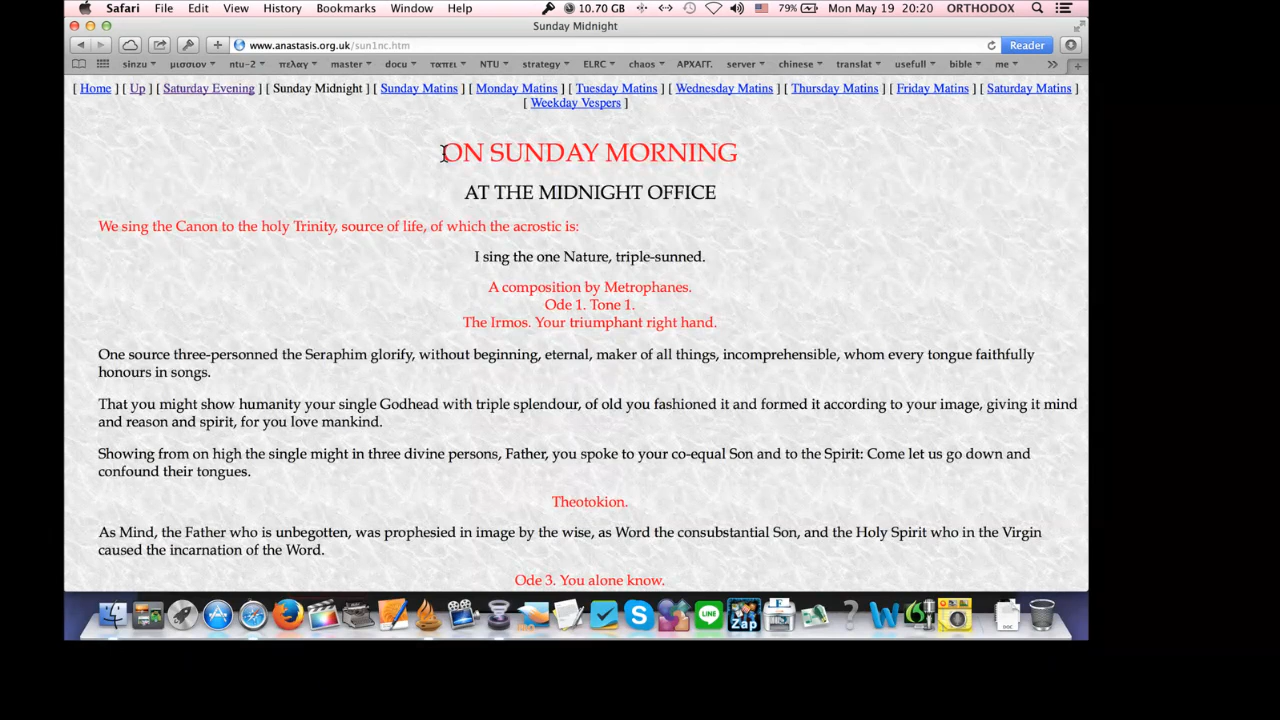 Safari File Edit View History Bookmarks Window Help 10.70 GB 79% Mon May 19 20:20 ORTHODOX
Sunday Midnight
www.anastasis.org.uk/sun1nc.htm Reader
sinzu μισσιον ntu-2 πελαγ master docu ταπει NTU strategy ELRC chaos ΑΡΧΑΓΓ. server chinese translat usefull bible me
[ Home ] [ Up ] [ Saturday Evening ] [ Sunday Midnight ] [ Sunday Matins ] [ Monday Matins ] [ Tuesday Matins ] [ Wednesday Matins ] [ Thursday Matins ] [ Friday Matins ] [ Saturday Matins ]
[ Weekday Vespers ]
ON SUNDAY MORNING
AT THE MIDNIGHT OFFICE
We sing the Canon to the holy Trinity, source of life, of which the acrostic is:
I sing the one Nature, triple-sunned.
A composition by Metrophanes.
Ode 1. Tone 1.
The Irmos. Your triumphant right hand.
One source three-personned the Seraphim glorify, without beginning, eternal, maker of all things, incomprehensible, whom every tongue faithfully
honours in songs.
That you might show humanity your single Godhead with triple splendour, of old you fashioned it and formed it according to your image, giving it mind
and reason and spirit, for you love mankind.
Showing from on high the single might in three divine persons, Father, you spoke to your co-equal Son and to the Spirit: Come let us go down and
confound their tongues.
Theotokion.
As Mind, the Father who is unbegotten, was prophesied in image by the wise, as Word the consubstantial Son, and the Holy Spirit who in the Virgin
caused the incarnation of the Word.
Ode 3. You alone know.
LINE
Zap